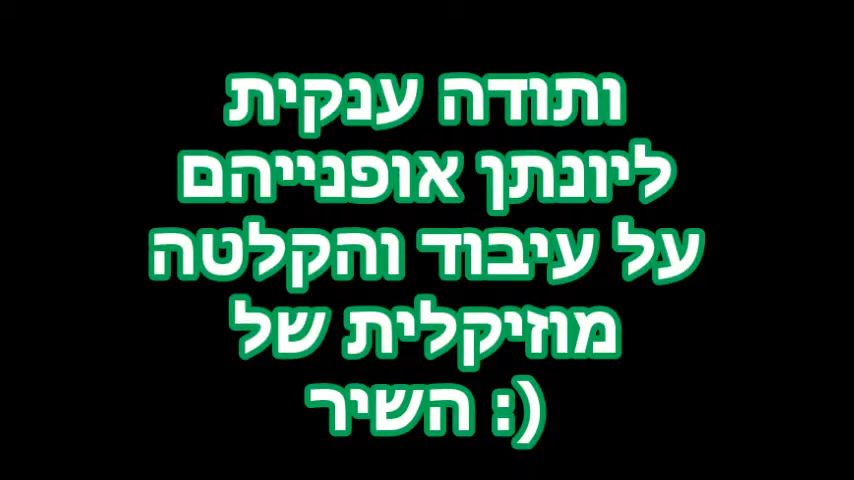 ותודה ענקית
ליונתן אופנייהם
על עיבוד והקלטה
מוזיקלית של
השיר :)